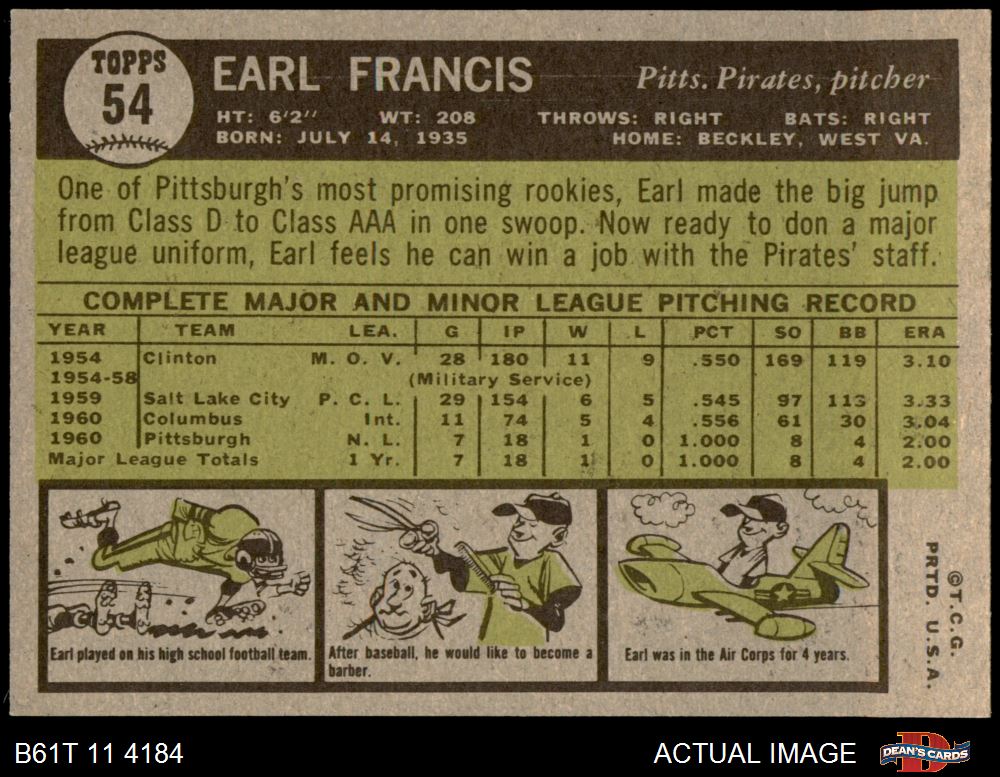 TOPPS
54
EARL FRANCIS
Pitts. Pirates, pitcher
HT: 6'2" WT: 208 THROWS: RIGHT BATS: RIGHT
BORN: JULY 14, 1935 HOME: BECKLEY, WEST VA.
One of Pittsburgh's most promising rookies, Earl made the big jump
from Class D to Class AAA in one swoop. Now ready to don a major
league uniform, Earl feels he can win a job with the Pirates' staff.
COMPLETE MAJOR AND MINOR LEAGUE PITCHING RECORD
YEAR TEAM LEA. G IP W L PCT SO BB ERA
1954 Clinton M. O. V. 28 180 11 9 .550 169 119 3.10
1954-58 (Military Service)
1959 Salt Lake City P. C. L. 29 154 6 5 .545 97 113 3.33
1960 Columbus Int. 11 74 5 4 .556 61 30 3.04
1960 Pittsburgh N. L. 7 18 1 0 1.000 8 4 2.00
Major League Totals 1 Yr. 7 18 1 0 1.000 8 4 2.00
Earl played on his high school football team.
After baseball, he would like to become a
barber.
Earl was in the Air Corps for 4 years.
©T.C.G.
PRTD. U.S.A.
B61T 11 4184
ACTUAL IMAGE
DEAN'S CARDS